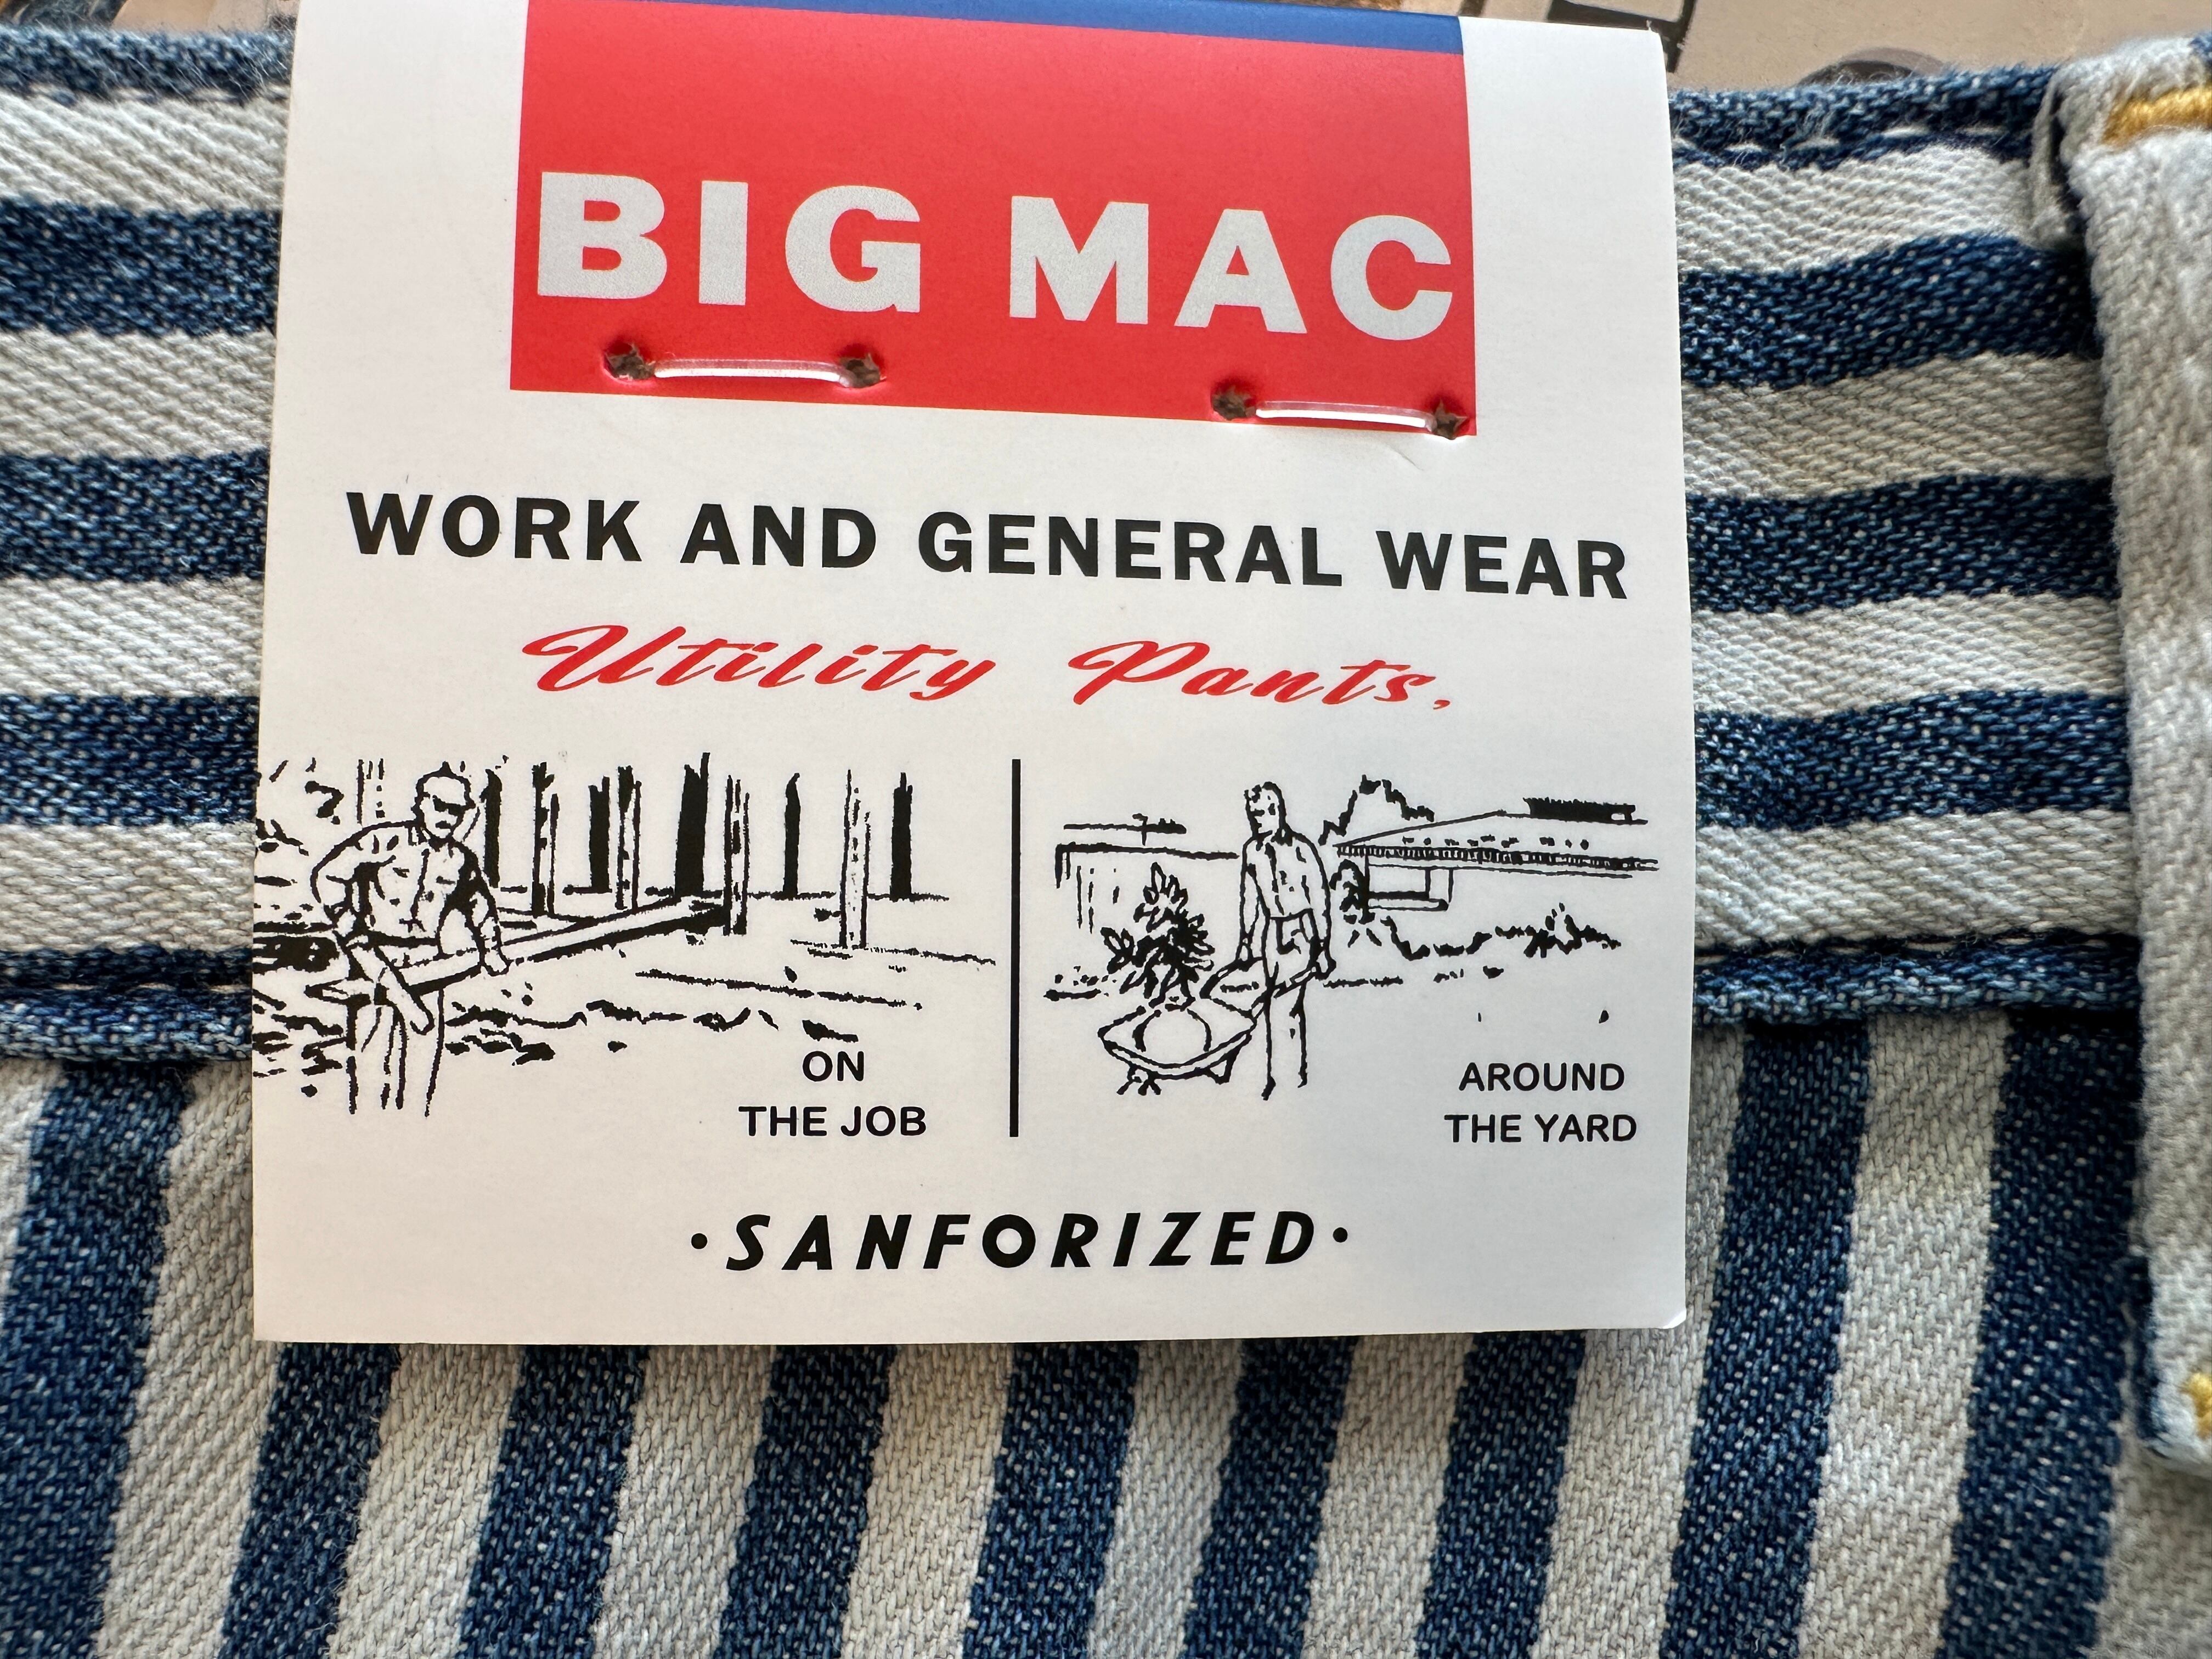 BIG MAC
WORK AND GENERAL WEAR
Utility Pants,
ON
THE JOB
AROUND
THE YARD
·SANFORIZED·